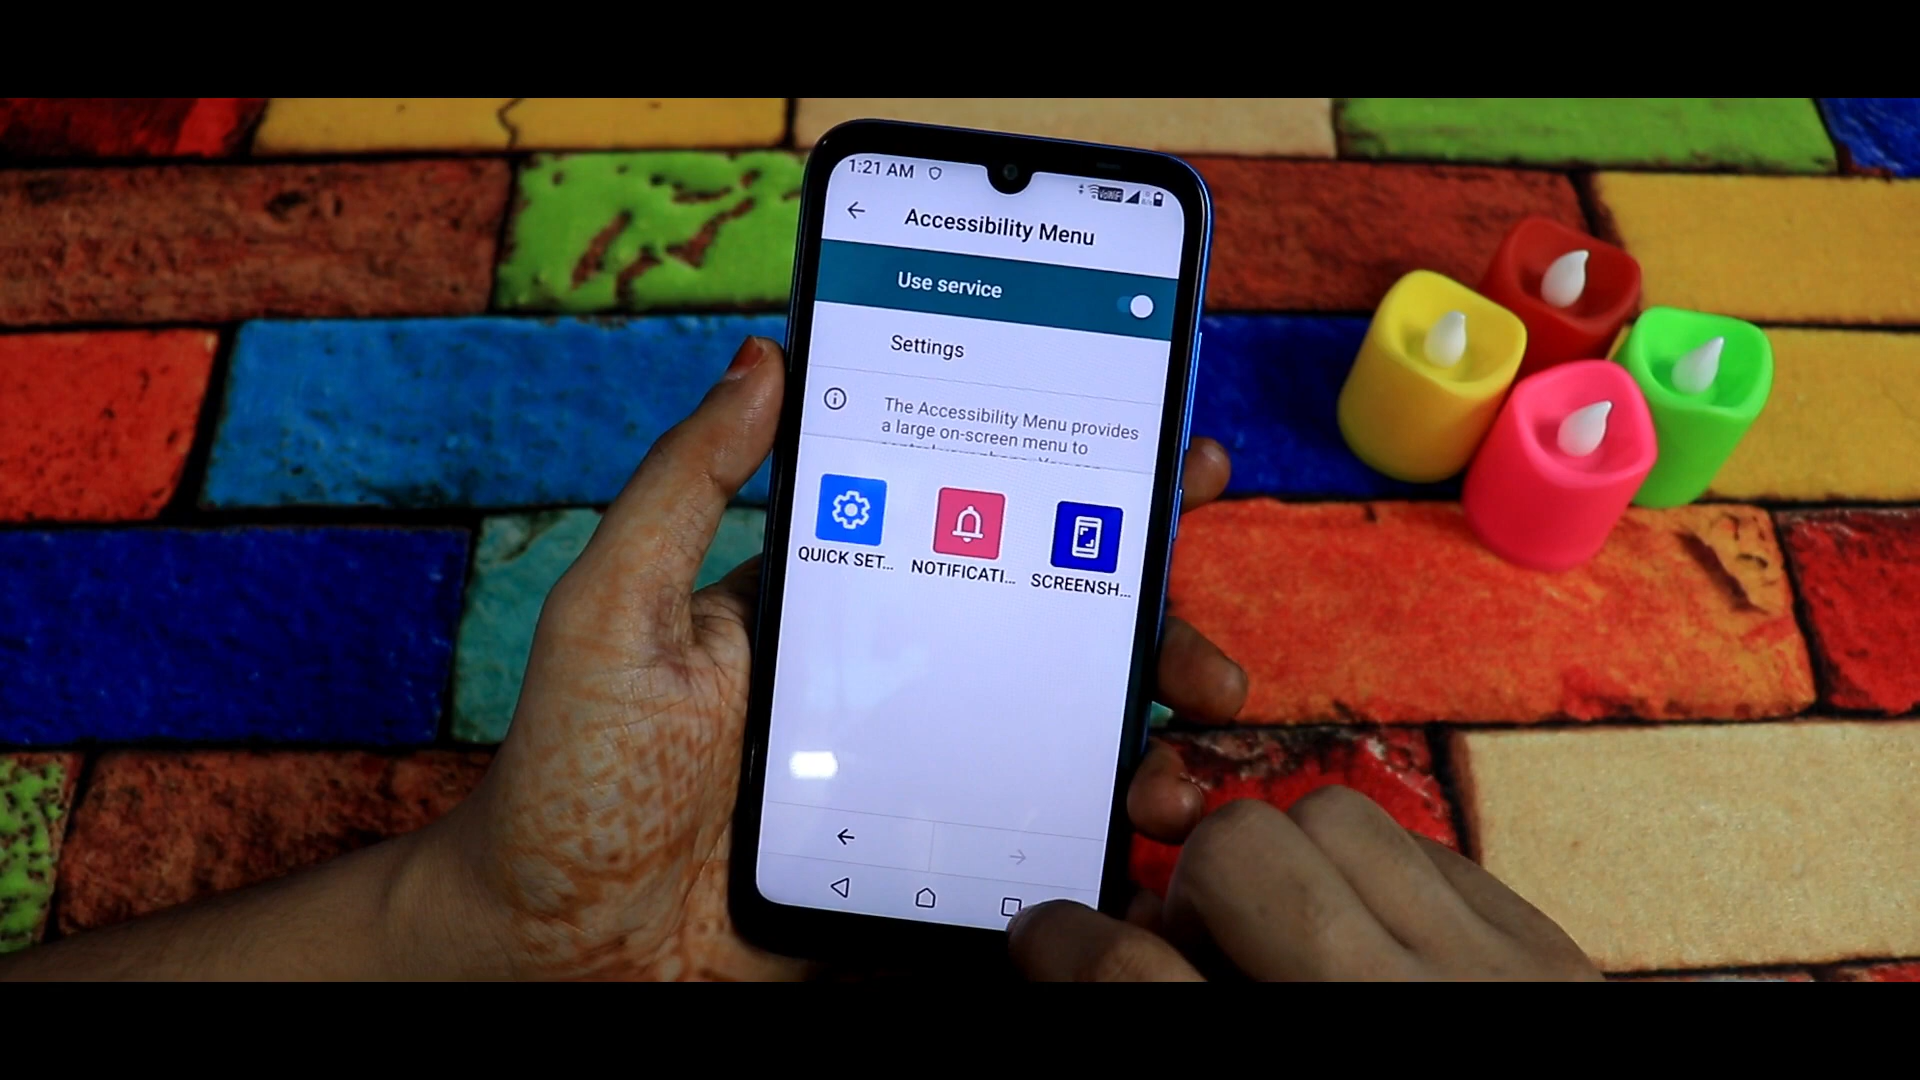 1:21 AM
VoWiFi
Accessibility Menu
Use service
Settings
The Accessibility Menu provides
a large on-screen menu to
QUICK SET...
NOTIFICATI...
SCREENSH...